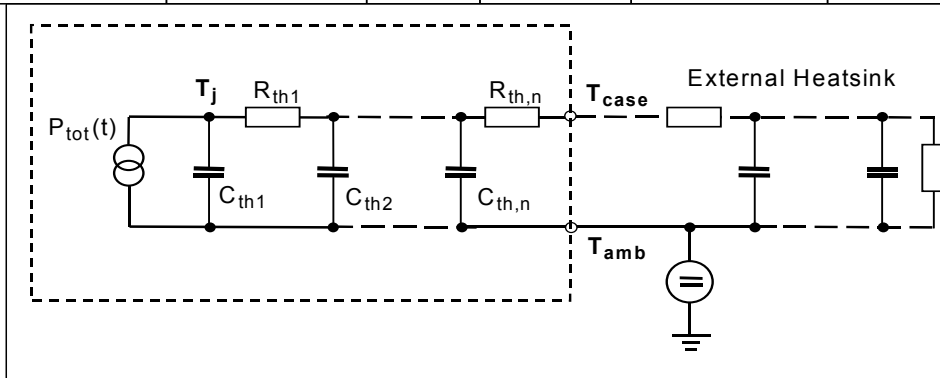 External Heatsink
T_j R_th1 R_th,n T_case
P_tot(t)
C_th1 C_th2 C_th,n
T_amb